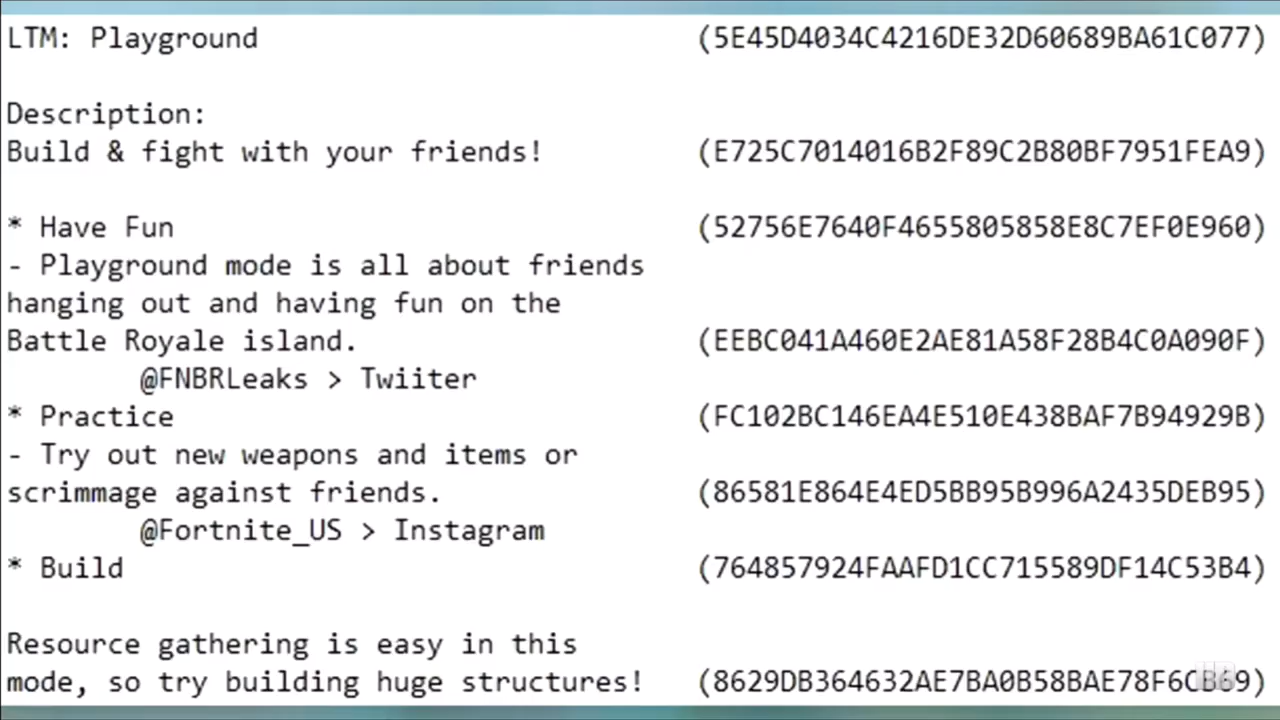 LTM: Playground (5E45D4034C4216DE32D60689BA61C077)
Description:
Build & fight with your friends! (E725C7014016B2F89C2B80BF7951FEA9)
* Have Fun (52756E7640F4655805858E8C7EF0E960)
- Playground mode is all about friends
hanging out and having fun on the
Battle Royale island. (EEBC041A460E2AE81A58F28B4C0A090F)
@FNBRLeaks > Twiiter
* Practice (FC102BC146EA4E510E438BAF7B94929B)
- Try out new weapons and items or
scrimmage against friends. (86581E864E4ED5BB95B996A2435DEB95)
@Fortnite_US > Instagram
* Build (764857924FAAFD1CC715589DF14C53B4)
Resource gathering is easy in this
mode, so try building huge structures! (8629DB364632AE7BA0B58BAE78F6CB69)